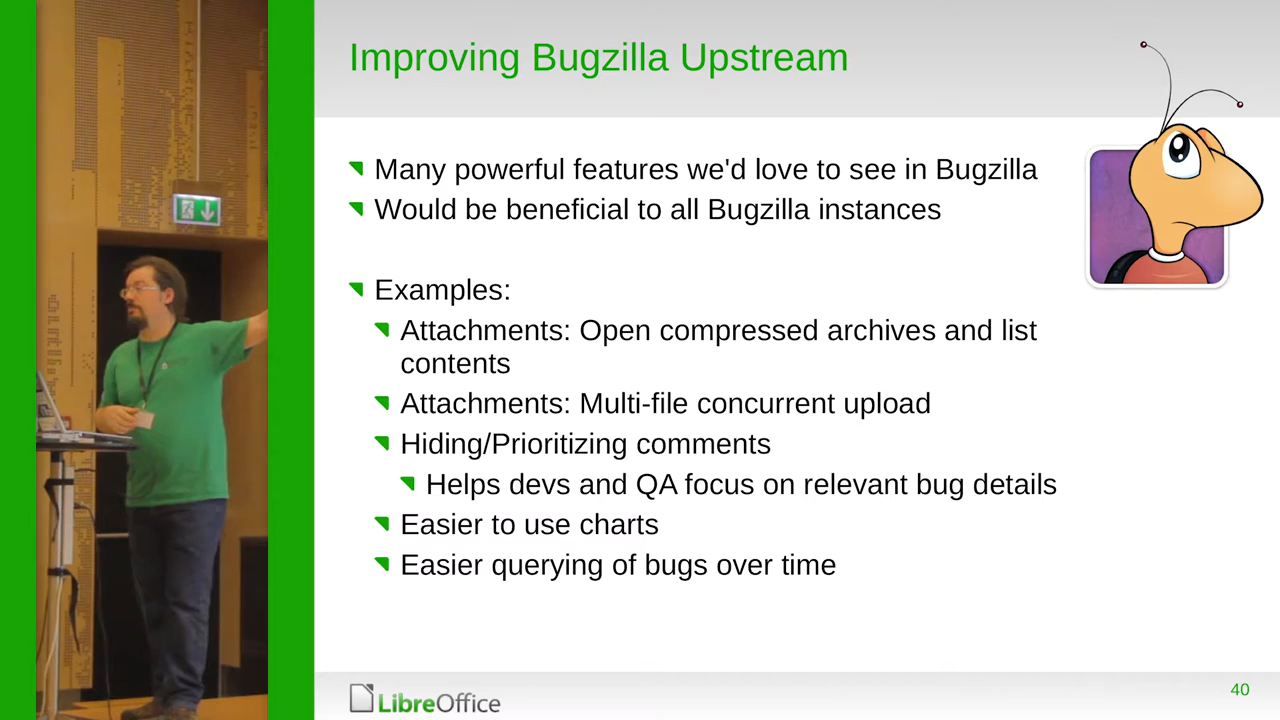 Improving Bugzilla Upstream
Many powerful features we'd love to see in Bugzilla
Would be beneficial to all Bugzilla instances
Examples:
Attachments: Open compressed archives and list
contents
Attachments: Multi-file concurrent upload
Hiding/Prioritizing comments
Helps devs and QA focus on relevant bug details
Easier to use charts
Easier querying of bugs over time
LibreOffice
40